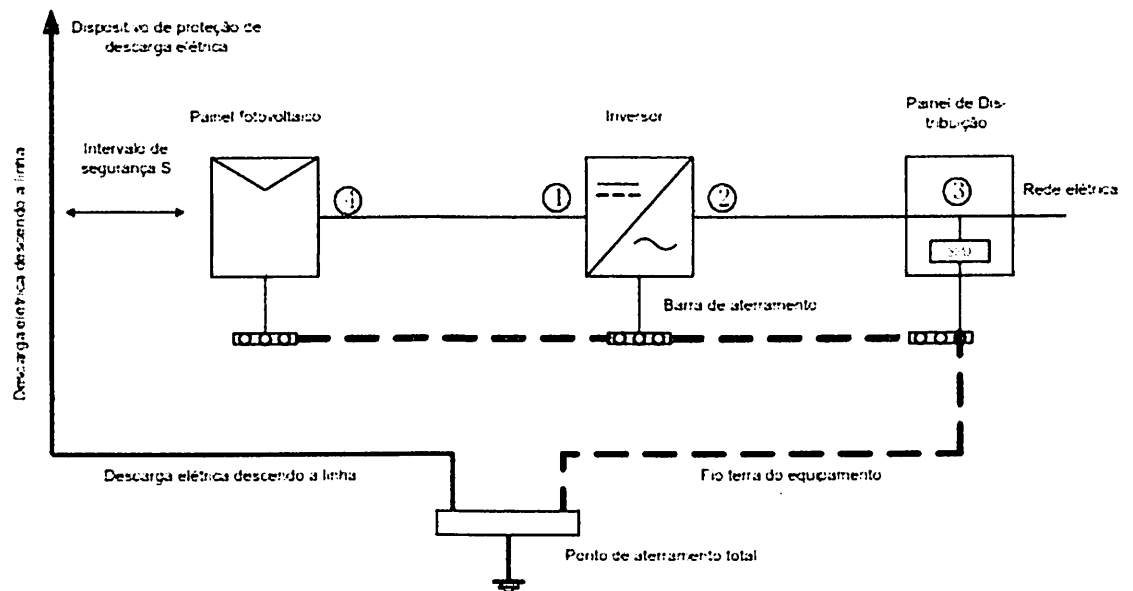 Dispositivo de proteção de
descarga elétrica
Painel fotovoltaico
Inversor
Painel de Dis-
tribuição
Intervalo de
segurança S
4
1
2
3
Rede elétrica
SPD
Barra de aterramento
Descarga elétrica descendo a linha
Descarga elétrica descendo a linha
Fio terra do equipamento
Ponto de aterramento total